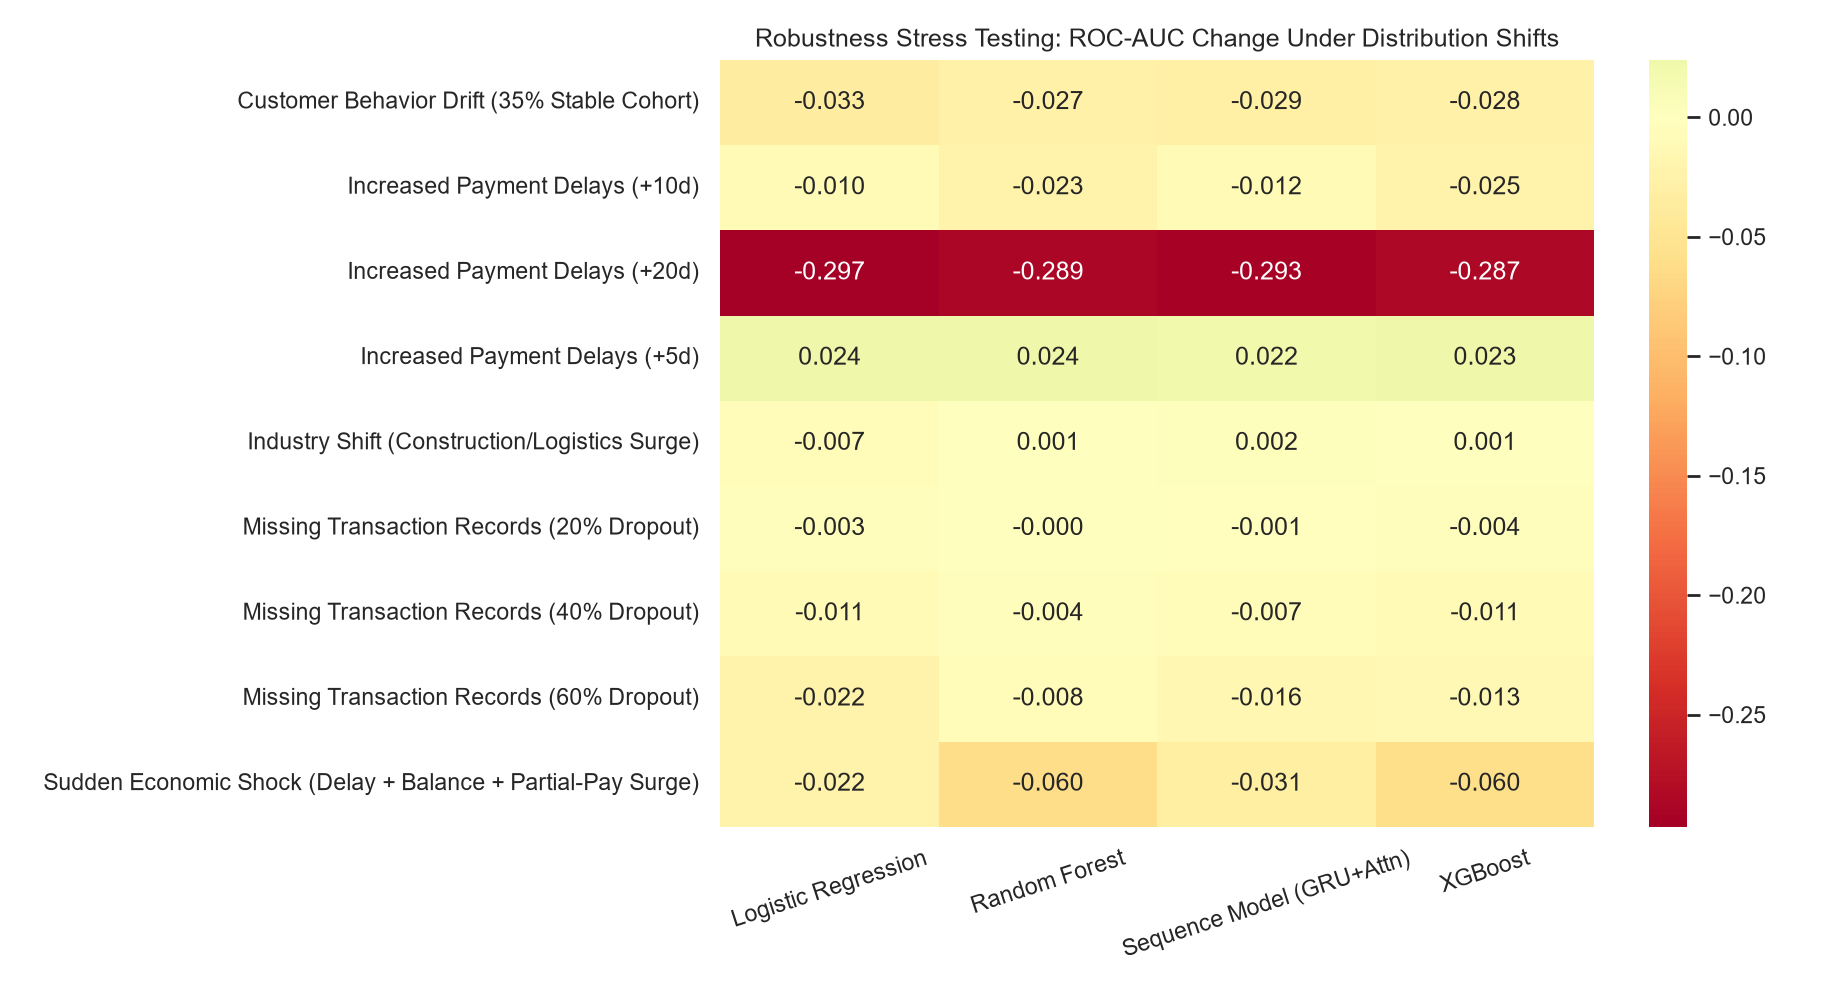 Robustness Stress Testing: ROC-AUC Change Under Distribution Shifts
Customer Behavior Drift (35% Stable Cohort) -0.033 -0.027 -0.029 -0.028
Increased Payment Delays (+10d) -0.010 -0.023 -0.012 -0.025
Increased Payment Delays (+20d) -0.297 -0.289 -0.293 -0.287
Increased Payment Delays (+5d) 0.024 0.024 0.022 0.023
Industry Shift (Construction/Logistics Surge) -0.007 0.001 0.002 0.001
Missing Transaction Records (20% Dropout) -0.003 -0.000 -0.001 -0.004
Missing Transaction Records (40% Dropout) -0.011 -0.004 -0.007 -0.011
Missing Transaction Records (60% Dropout) -0.022 -0.008 -0.016 -0.013
Sudden Economic Shock (Delay + Balance + Partial-Pay Surge) -0.022 -0.060 -0.031 -0.060
Logistic Regression
Random Forest
Sequence Model (GRU+Attn)
XGBoost
0.00
−0.05
−0.10
−0.15
−0.20
−0.25